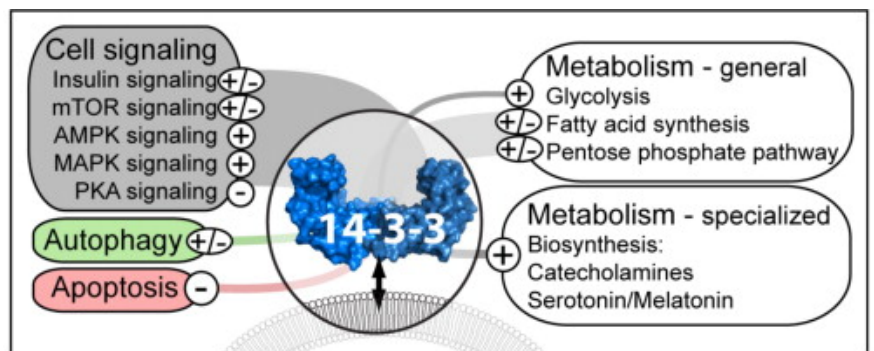 Cell signaling
Insulin signaling +/-
mTOR signaling +/-
AMPK signaling +
MAPK signaling +
PKA signaling -
Autophagy +/-
Apoptosis -
14-3-3
Metabolism - general
+ Glycolysis
+/- Fatty acid synthesis
+/- Pentose phosphate pathway
Metabolism - specialized
+ Biosynthesis:
Catecholamines
Serotonin/Melatonin